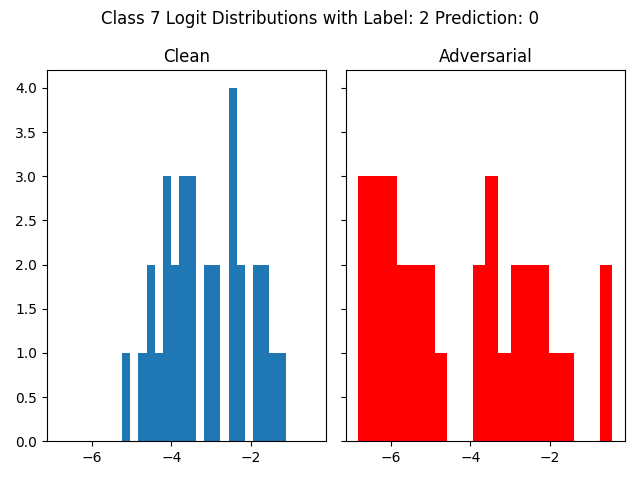 Class 7 Logit Distributions with Label: 2 Prediction: 0
Clean
Adversarial
4.0
3.5
3.0
2.5
2.0
1.5
1.0
0.5
0.0
−6 −4 −2
−6 −4 −2